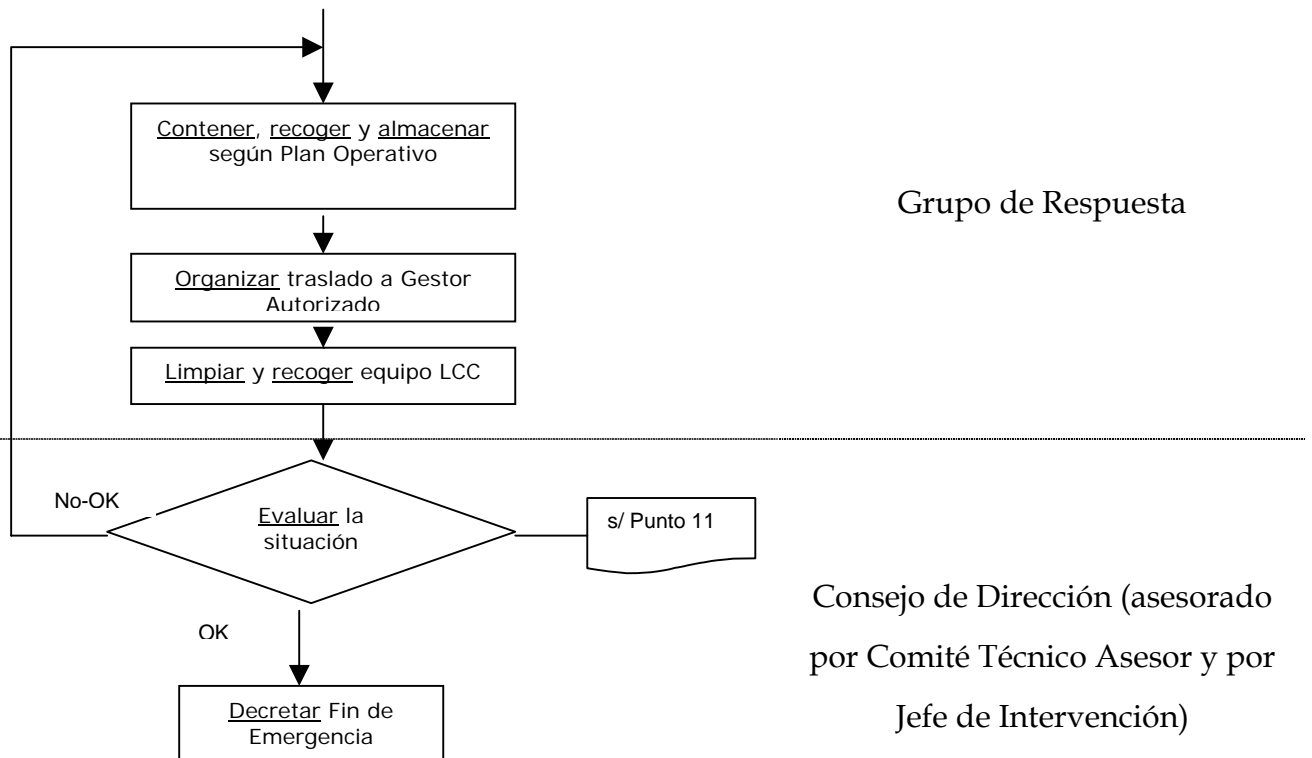 Contener, recoger y almacenar
según Plan Operativo
Grupo de Respuesta
Organizar traslado a Gestor
Autorizado
Limpiar y recoger equipo LCC
No-OK
Evaluar la
situación
s/ Punto 11
OK
Consejo de Dirección (asesorado
por Comité Técnico Asesor y por
Jefe de Intervención)
Decretar Fin de
Emergencia